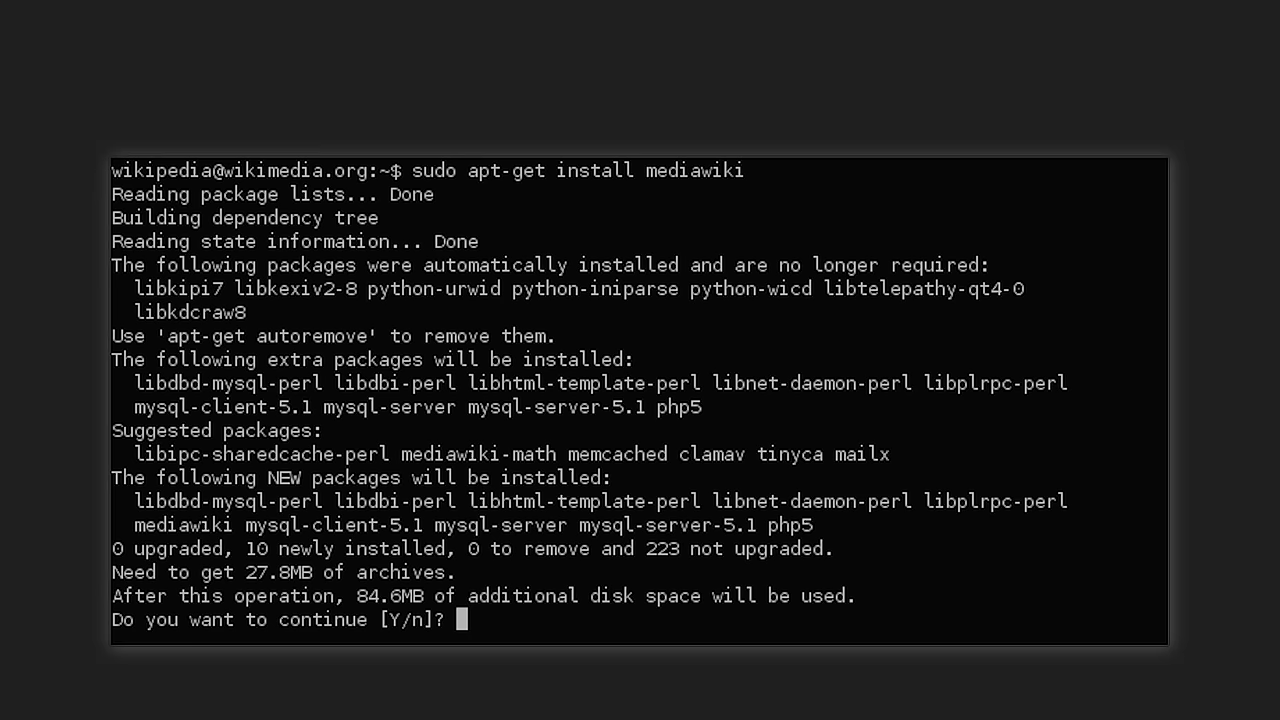 wikipedia@wikimedia.org:~$ sudo apt-get install mediawiki
Reading package lists... Done
Building dependency tree
Reading state information... Done
The following packages were automatically installed and are no longer required:
  libkipi7 libkexiv2-8 python-urwid python-iniparse python-wicd libtelepathy-qt4-0
  libkdcraw8
Use 'apt-get autoremove' to remove them.
The following extra packages will be installed:
  libdbd-mysql-perl libdbi-perl libhtml-template-perl libnet-daemon-perl libplrpc-perl
  mysql-client-5.1 mysql-server mysql-server-5.1 php5
Suggested packages:
  libipc-sharedcache-perl mediawiki-math memcached clamav tinyca mailx
The following NEW packages will be installed:
  libdbd-mysql-perl libdbi-perl libhtml-template-perl libnet-daemon-perl libplrpc-perl
  mediawiki mysql-client-5.1 mysql-server mysql-server-5.1 php5
0 upgraded, 10 newly installed, 0 to remove and 223 not upgraded.
Need to get 27.8MB of archives.
After this operation, 84.6MB of additional disk space will be used.
Do you want to continue [Y/n]?